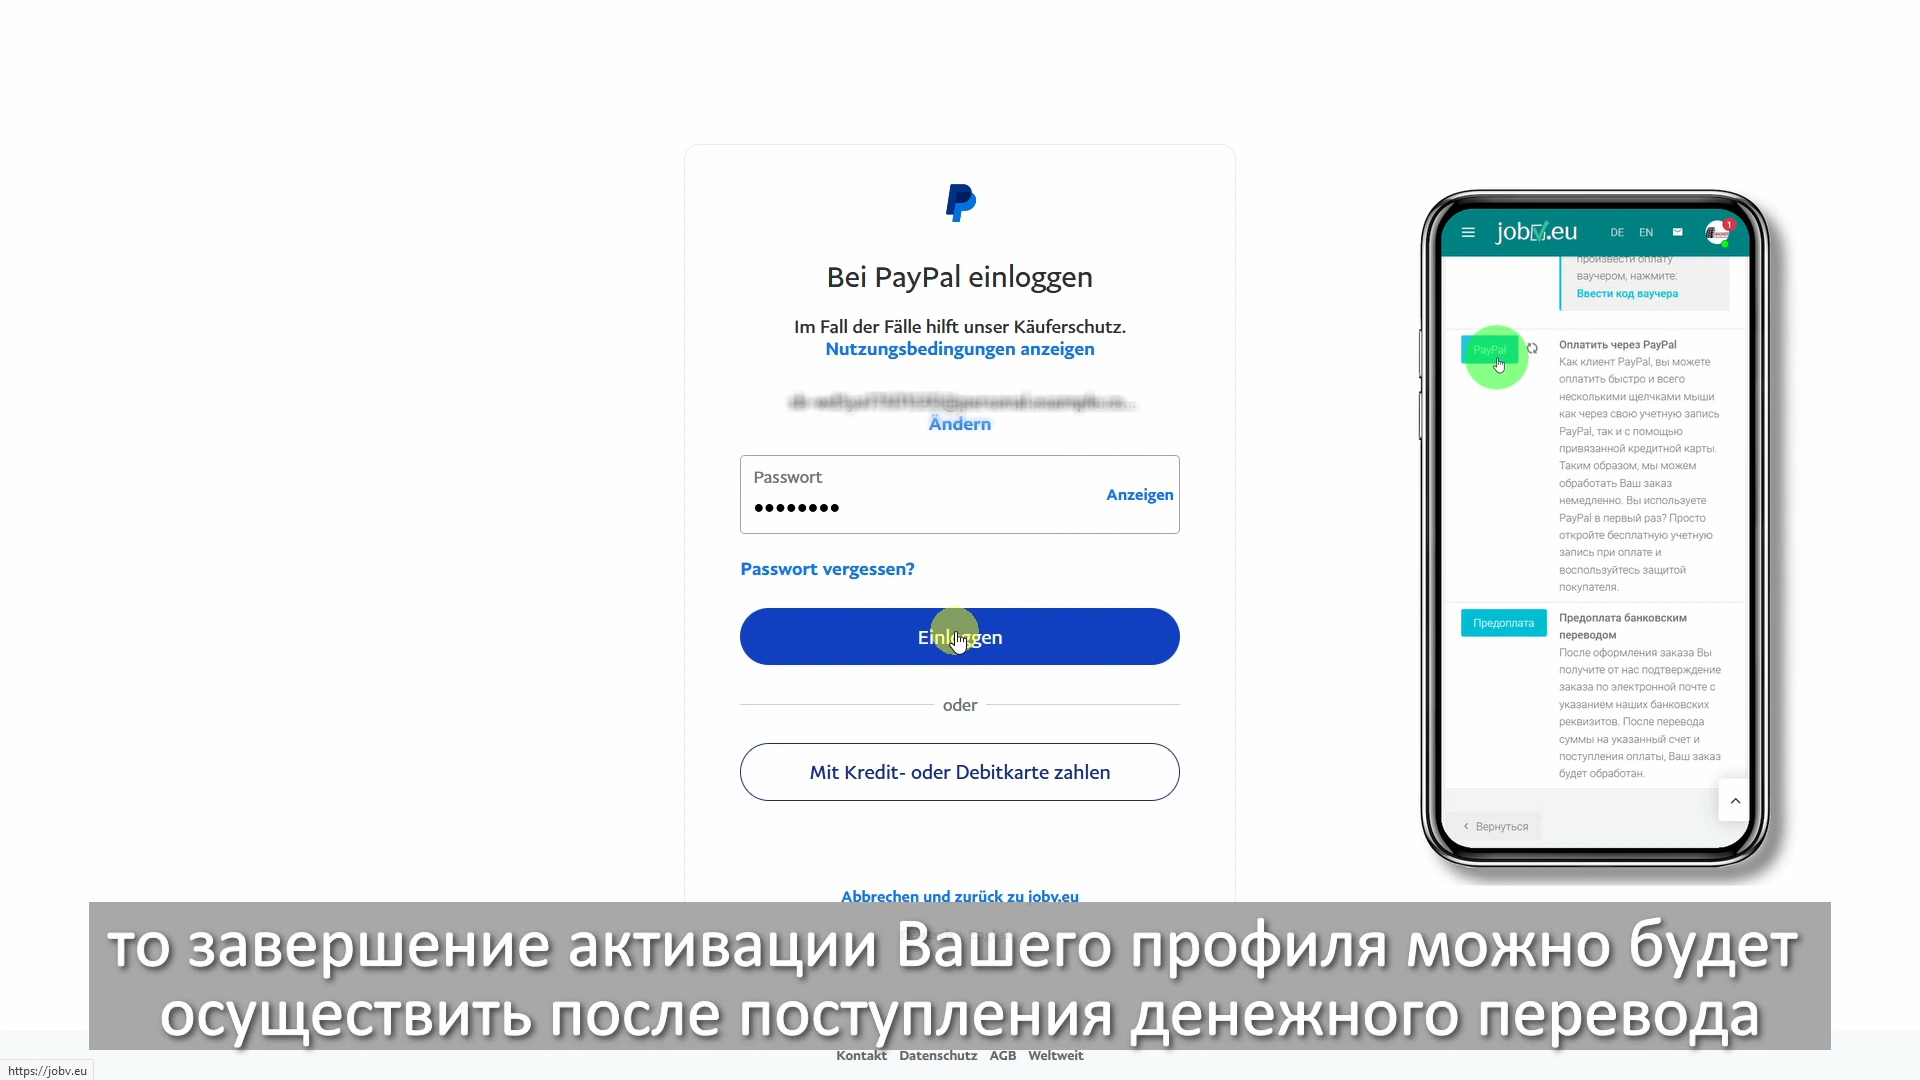 Bei PayPal einloggen
Im Fall der Fälle hilft unser Käuferschutz.
Nutzungsbedingungen anzeigen
Ändern
Passwort
Anzeigen
••••••••
Passwort vergessen?
Einloggen
oder
Mit Kredit- oder Debitkarte zahlen
Abbrechen und zurück zu jobv.eu
jobv.eu
DE EN
1
произвести оплату
ваучером, нажмите:
Ввести код ваучера
PayPal
Оплатить через PayPal
Как клиент PayPal, вы можете
оплатить быстро и всего
несколькими щелчками мыши
как через свою учетную запись
PayPal, так и с помощью
привязанной кредитной карты.
Таким образом, мы можем
обработать Ваш заказ
немедленно. Вы используете
PayPal в первый раз? Просто
откройте бесплатную учетную
запись при оплате и
воспользуйтесь защитой
покупателя.
Предоплата
Предоплата банковским
переводом
После оформления заказа Вы
получите от нас подтверждение
заказа по электронной почте с
указанием наших банковских
реквизитов. После перевода
суммы на указанный счет и
поступления оплаты, Ваш заказ
будет обработан.
Вернуться
то завершение активации Вашего профиля можно будет
осуществить после поступления денежного перевода
Kontakt Datenschutz AGB Weltweit
https://jobv.eu